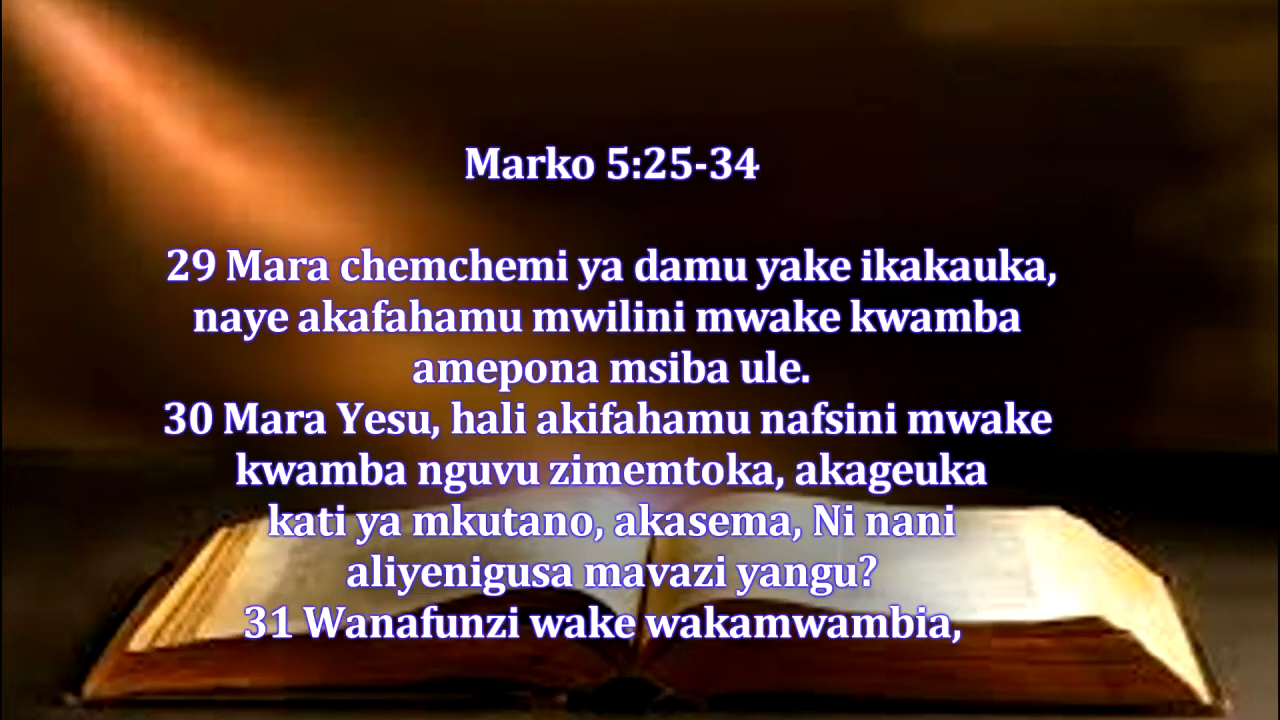 Marko 5:25-34
29 Mara chemchemi ya damu yake ikakauka,
naye akafahamu mwilini mwake kwamba
amepona msiba ule.
30 Mara Yesu, hali akifahamu nafsini mwake
kwamba nguvu zimemtoka, akageuka
kati ya mkutano, akasema, Ni nani
aliyenigusa mavazi yangu?
31 Wanafunzi wake wakamwambia,